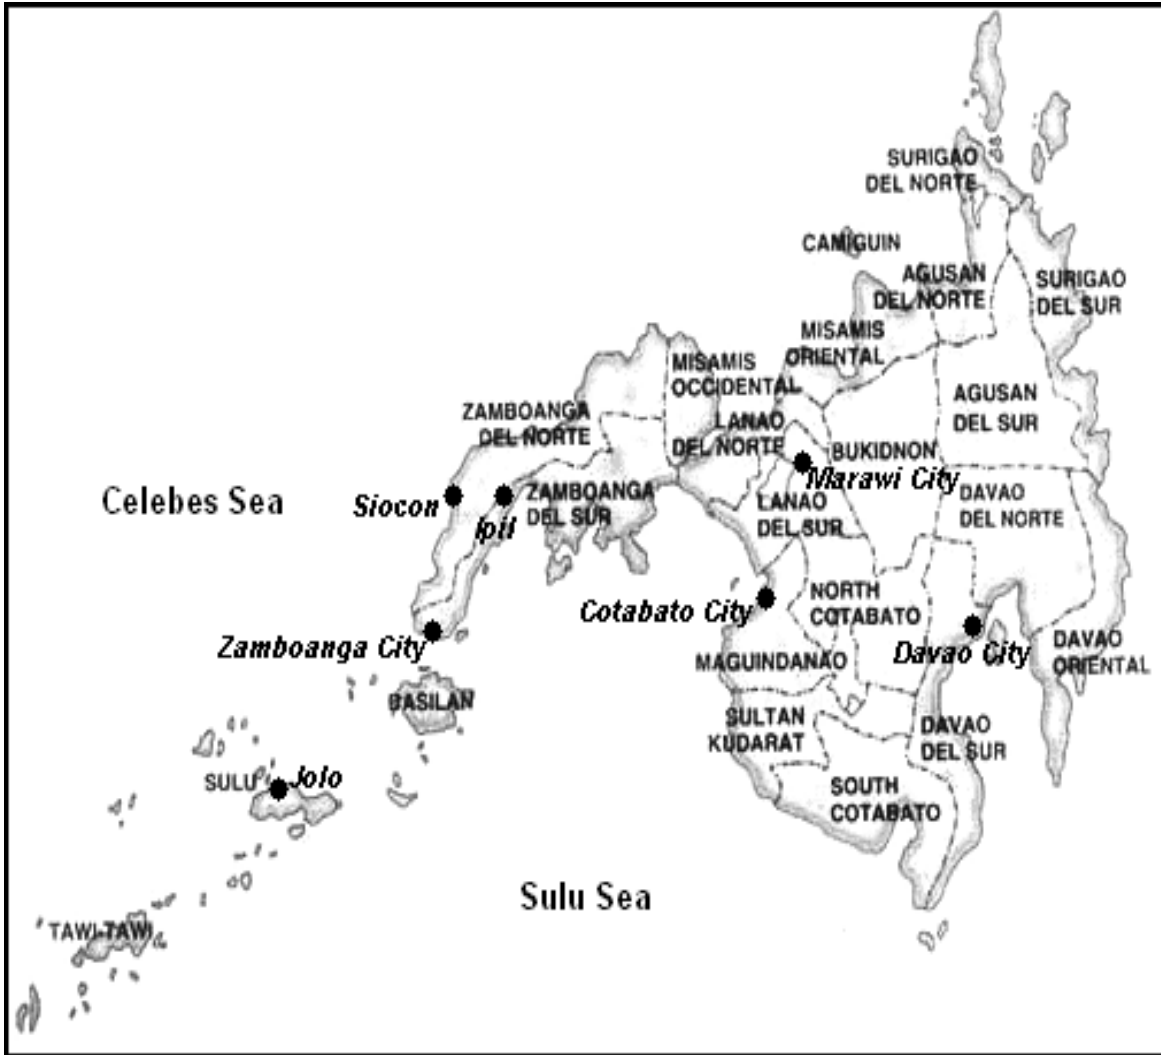 SURIGAO
DEL NORTE
CAMIGUIN
AGUSAN
DEL NORTE
SURIGAO
DEL SUR
MISAMIS
ORIENTAL
MISAMIS
OCCIDENTAL
AGUSAN
DEL SUR
ZAMBOANGA
DEL NORTE
LANAO
DEL NORTE
BUKIDNON
Marawi City
Celebes Sea
Siocon
Ipil
ZAMBOANGA
DEL SUR
LANAO
DEL SUR
DAVAO
DEL NORTE
Cotabato City
NORTH
COTABATO
Zamboanga City
MAGUINDANAO
Davao City
DAVAO
ORIENTAL
BASILAN
SULTAN
KUDARAT
DAVAO
DEL SUR
SULU
Jolo
SOUTH
COTABATO
Sulu Sea
TAWI-TAWI